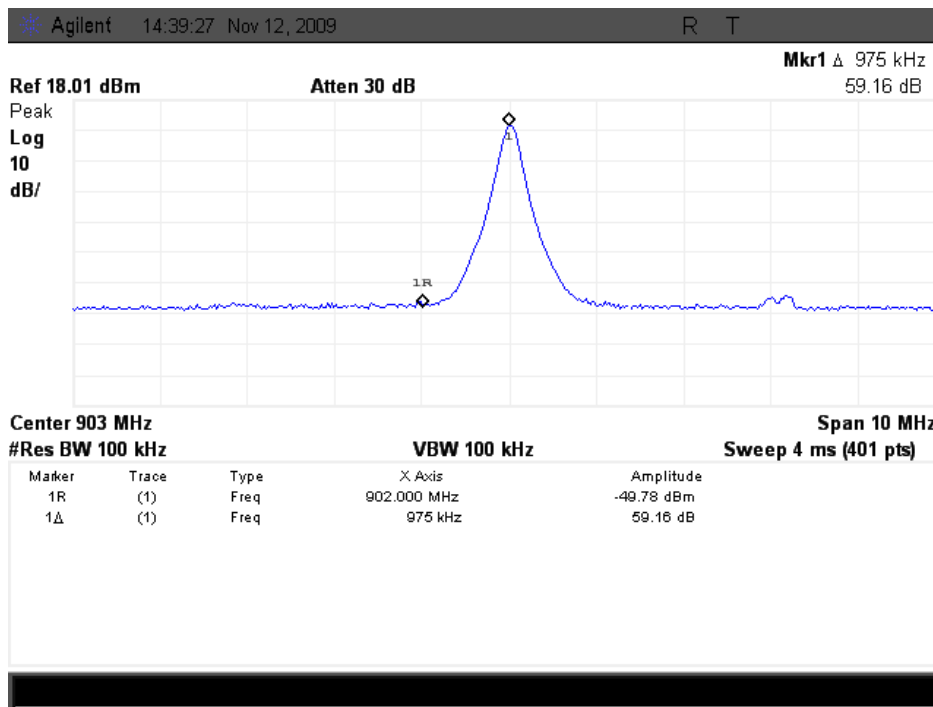 Agilent 14:39:27 Nov 12, 2009 R T
Mkr1 Δ 975 kHz
Ref 18.01 dBm Atten 30 dB 59.16 dB
Peak
Log
10
dB/
1
1R
Center 903 MHz Span 10 MHz
#Res BW 100 kHz VBW 100 kHz Sweep 4 ms (401 pts)
Marker Trace Type X Axis Amplitude
1R (1) Freq 902.000 MHz -49.78 dBm
1Δ (1) Freq 975 kHz 59.16 dB